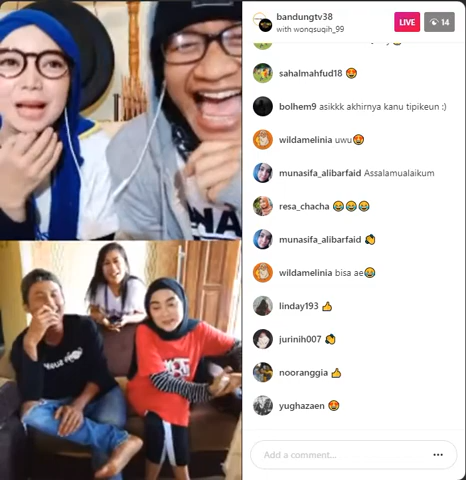 bandungtv38
with wonqsuqih_99
LIVE
14
sahalmahfud18 😍
bolhem9 asikkk akhirnya kanu tipikeun :)
wildamelinia uwu😍
munasifa_alibarfaid Assalamualaikum
resa_chacha 😂😂😂
munasifa_alibarfaid 👏
wildamelinia bisa ae😂
linday193 👍
jurinih007 👏
nooranggia 👍
yughazaen 😍
Add a comment...